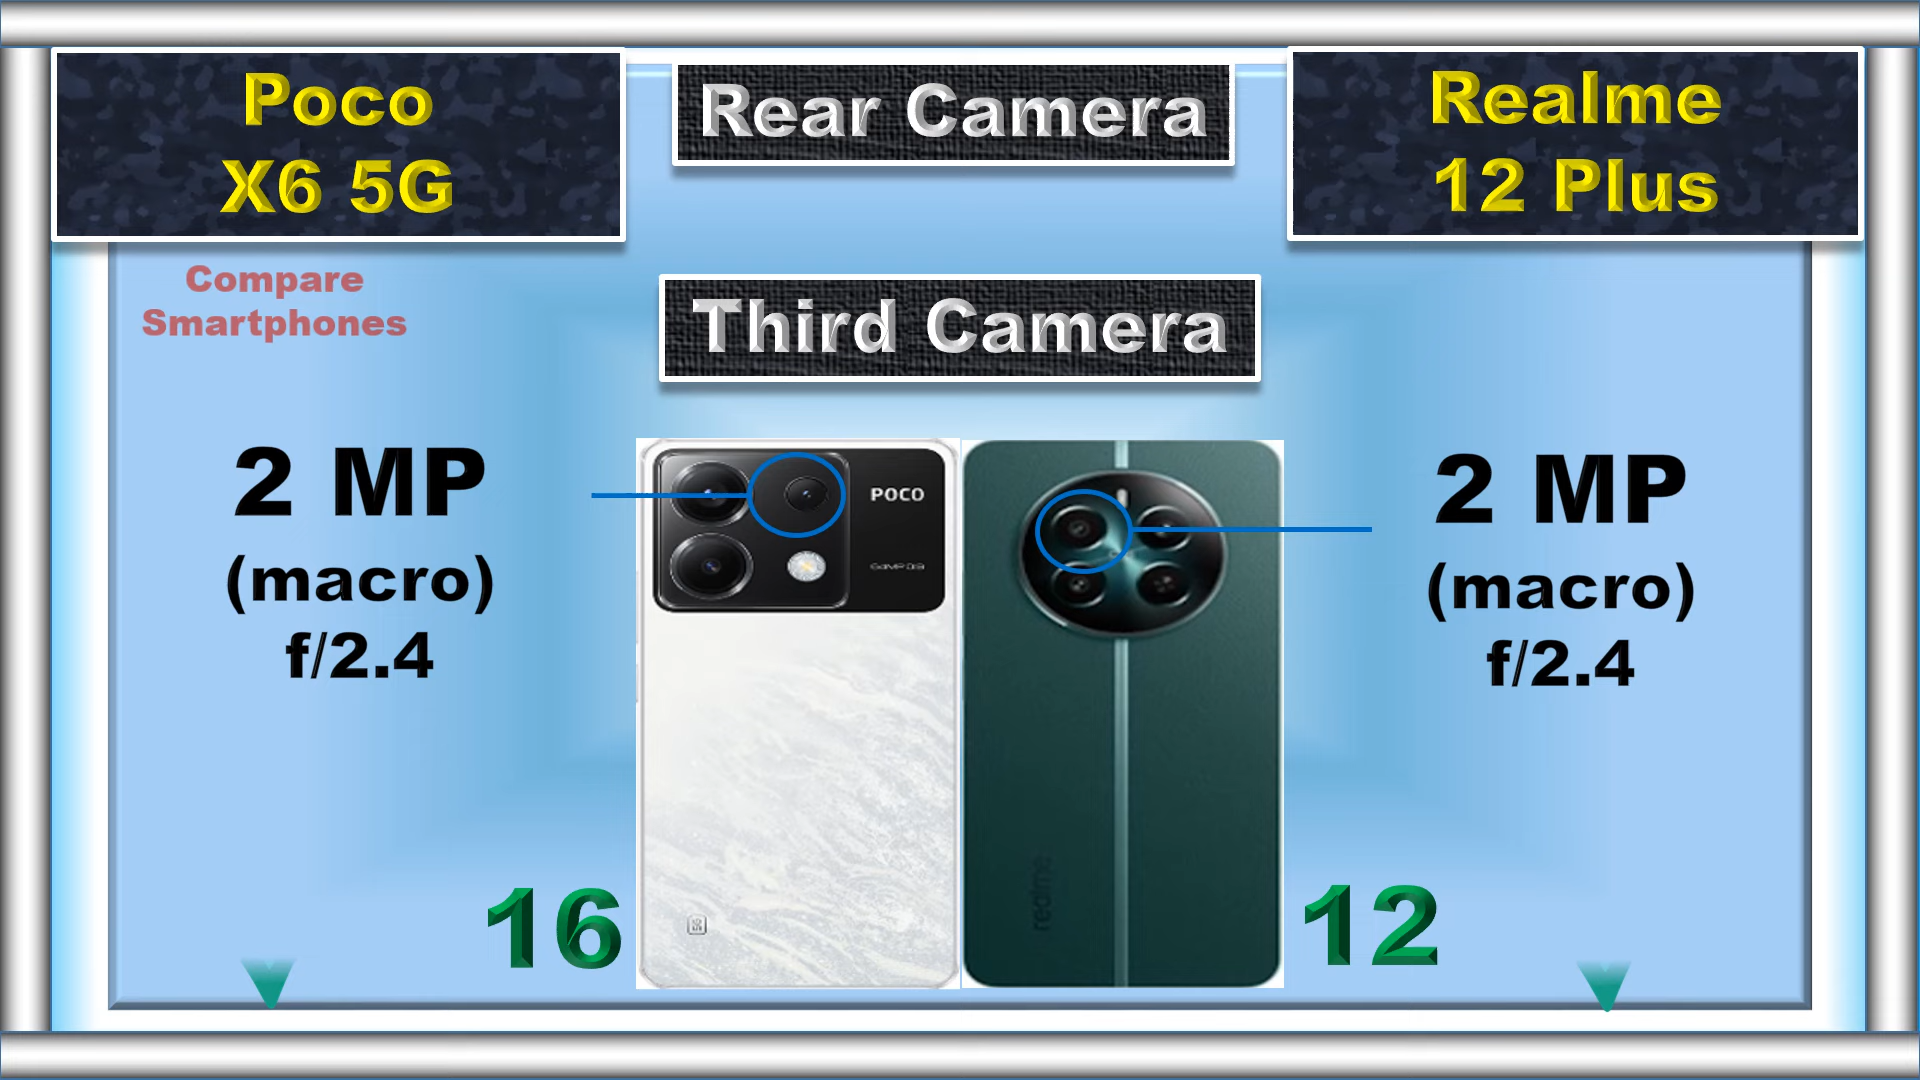 Poco
X6 5G
Rear Camera
Realme
12 Plus
Compare
Smartphones
Third Camera
2 MP
(macro)
f/2.4
POCO
2 MP
(macro)
f/2.4
realme
16
12